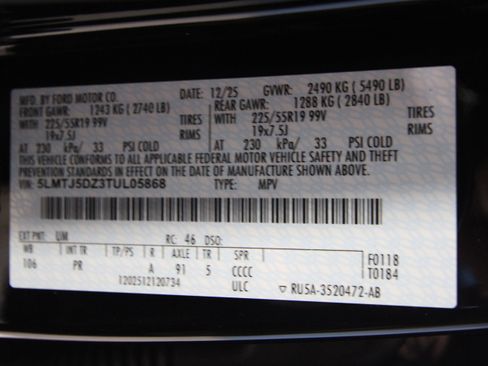 MFD. BY FORD MOTOR CO. DATE: 12/25 GVWR: 2490 KG (5490 LB)
FRONT GAWR: 1243 KG (2740 LB) REAR GAWR: 1288 KG (2840 LB)
WITH 225/55R19 99V TIRES WITH 225/55R19 99V TIRES
19x7.5J RIMS 19x7.5J RIMS
AT 230 kPa/ 33 PSI COLD AT 230 kPa/ 33 PSI COLD
THIS VEHICLE CONFORMS TO ALL APPLICABLE FEDERAL MOTOR VEHICLE SAFETY AND THEFT
PREVENTION STANDARDS IN EFFECT ON THE DATE OF MANUFACTURE SHOWN ABOVE.
VIN: 5LMTJ5DZ3TUL05868 TYPE: MPV
EXT PNT: UM RC: 46 DSO:
WB INT TR TP/PS R AXLE TR SPR F0118
106 PR A 91 5 CCCC T0184
1202512120734 ULC ▽ RU5A-3520472-AB